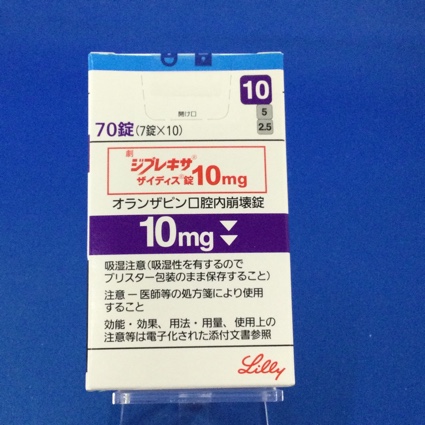 10
5
2.5
開け口
70錠(7錠×10)
劇
ジプレキサ®
ザイディス®錠10mg
オランザピン口腔内崩壊錠
10mg
吸湿注意(吸湿性を有するので
ブリスター包装のまま保存すること)
注意ー医師等の処方箋により使用
すること
効能・効果、用法・用量、使用上の
注意等は電子化された添付文書参照
Lilly